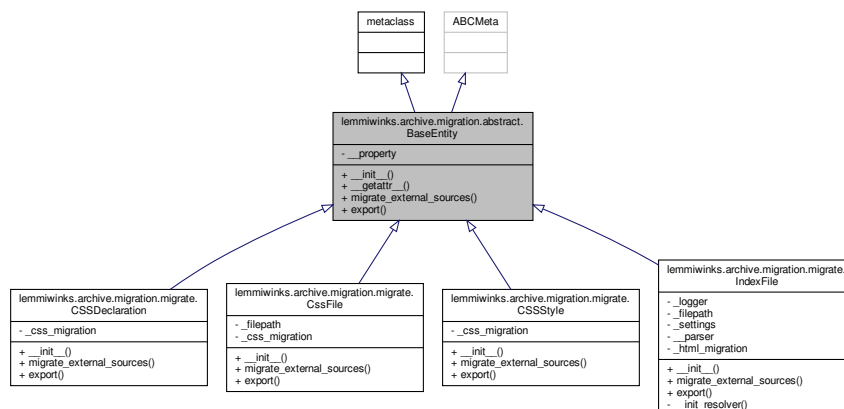 metaclass
ABCMeta
lemmiwinks.archive.migration.abstract.
BaseEntity
- __property
+ __init__()
+ __getattr__()
+ migrate_external_sources()
+ export()
lemmiwinks.archive.migration.migrate.
CSSDeclaration
- _css_migration
+ __init__()
+ migrate_external_sources()
+ export()
lemmiwinks.archive.migration.migrate.
CssFile
- _filepath
- _css_migration
+ __init__()
+ migrate_external_sources()
+ export()
lemmiwinks.archive.migration.migrate.
CSSStyle
- _css_migration
+ __init__()
+ migrate_external_sources()
+ export()
lemmiwinks.archive.migration.migrate.
IndexFile
- _logger
- _filepath
- _settings
- __parser
- _html_migration
+ __init__()
+ migrate_external_sources()
+ export()
- __init_resolver()